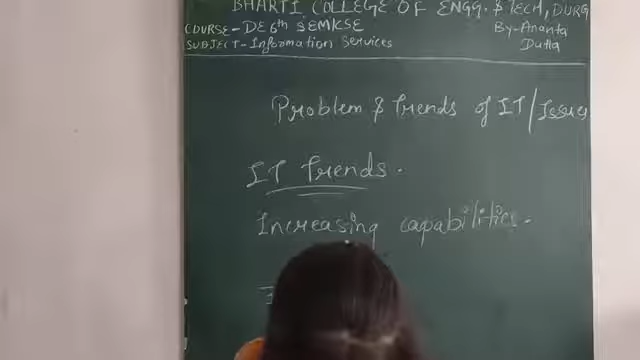 BHARTI COLLEGE OF ENGG. & TECH, DURG
COURSE - DE 6th SEM/CSE
By - Ananta
SUBJECT - Information Services
Dutta
Problem & Trends of IT/Issues
IT Trends.
Increasing capabilities.